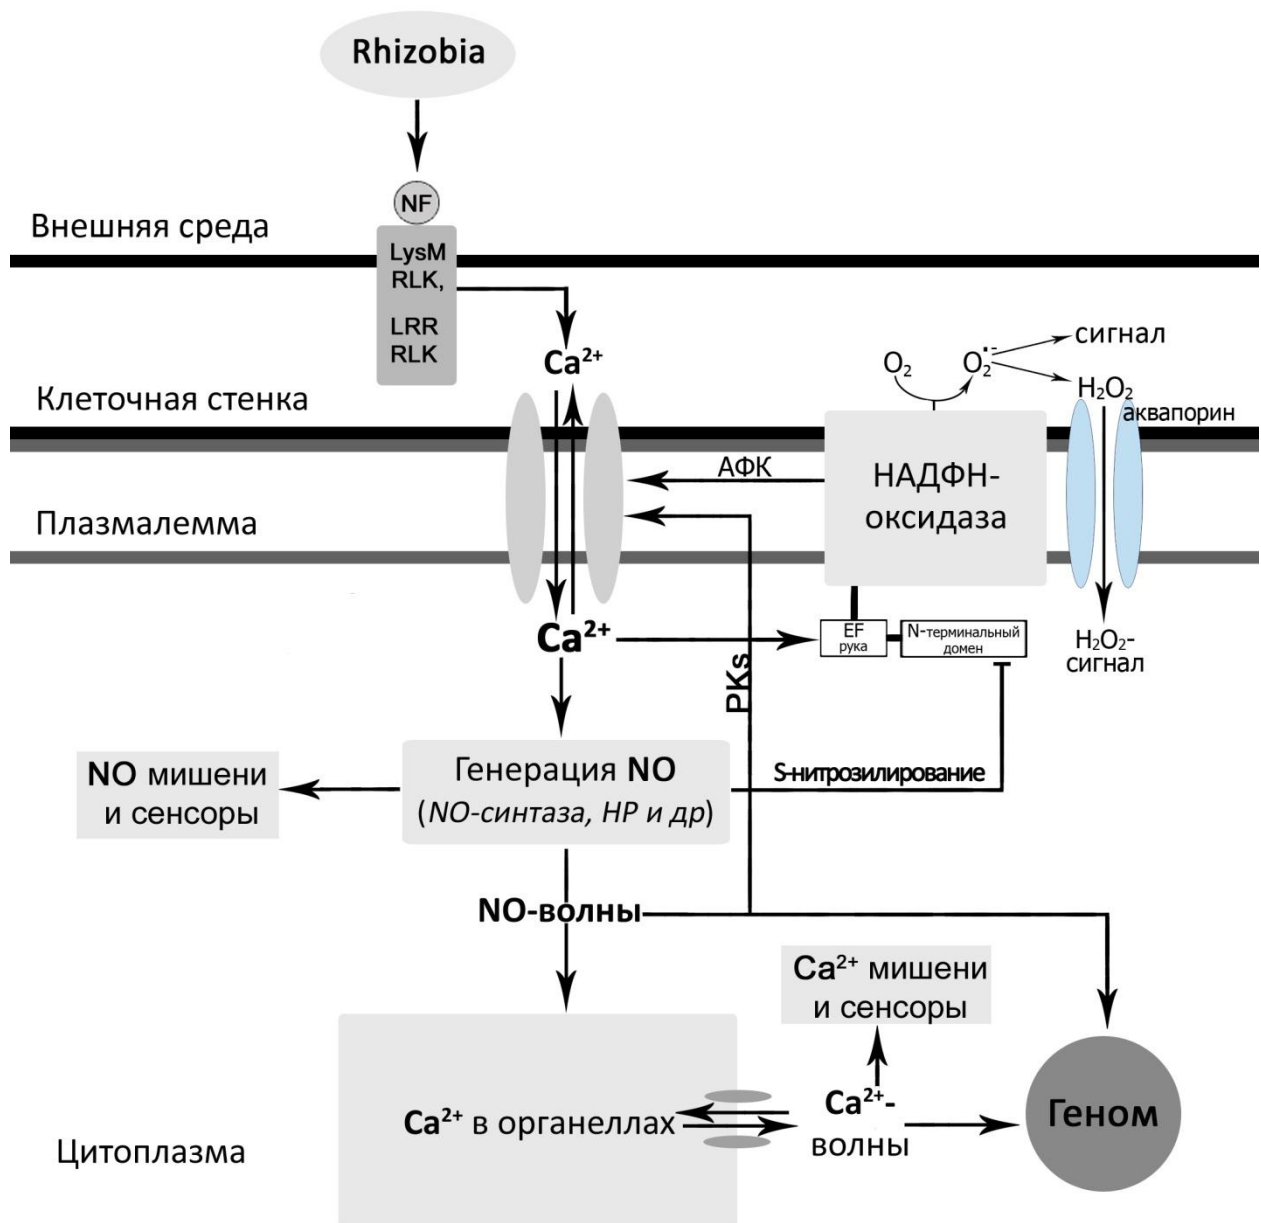 Rhizobia
NF
Внешняя среда
LysM
RLK,
LRR
RLK
Ca²⁺
O₂
O₂˙⁻
сигнал
H₂O₂
аквапорин
Клеточная стенка
АФК
НАДФН-
оксидаза
Плазмалемма
Ca²⁺
EF
рука
N-терминальный
домен
H₂O₂-
сигнал
PKs
NO мишени
и сенсоры
Генерация NO
(NO-синтаза, НР и др)
S-нитрозилирование
NO-волны
Ca²⁺ мишени
и сенсоры
Ca²⁺ в органеллах
Ca²⁺-
волны
Геном
Цитоплазма